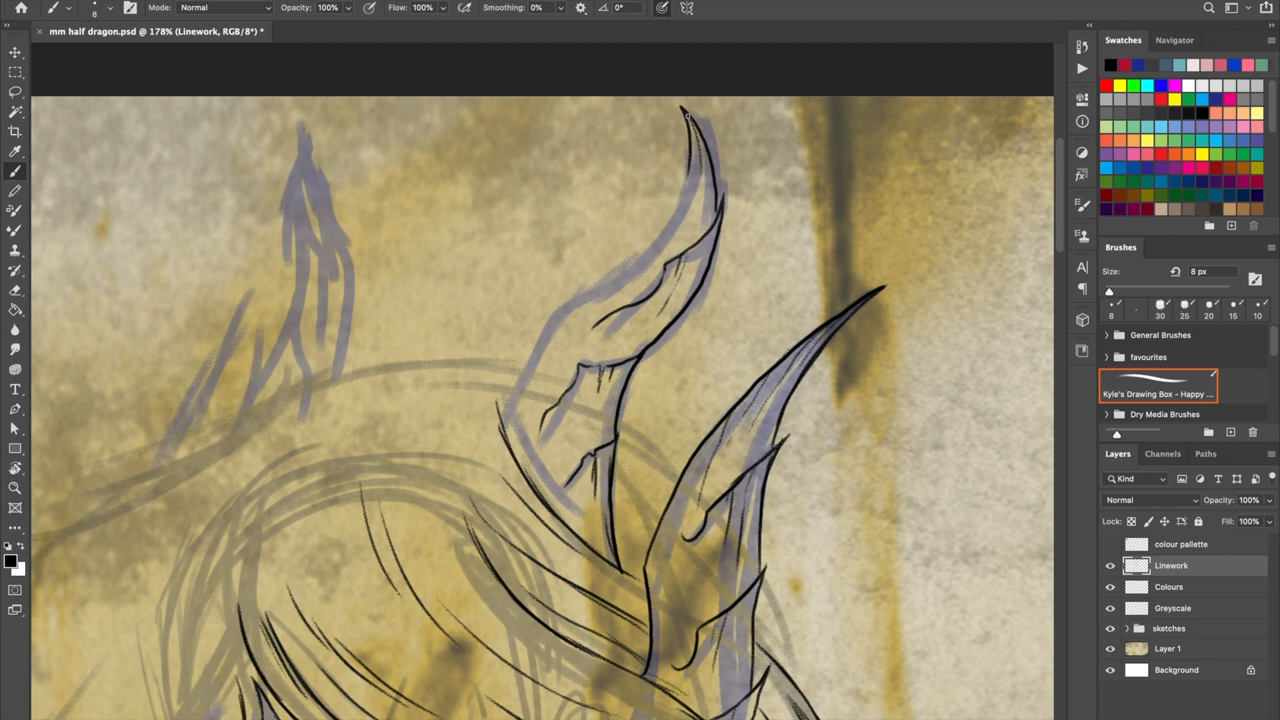 8
Mode: Normal
Opacity: 100%
Flow: 100%
Smoothing: 0%
0°
× mm half dragon.psd @ 178% (Linework, RGB/8*) *
Swatches
Navigator
Brushes
Size:
8 px
8
30
25
20
15
10
General Brushes
favourites
Kyle's Drawing Box - Happy ...
Dry Media Brushes
Layers
Channels
Paths
Kind
Normal
Opacity: 100%
Lock:
Fill: 100%
colour pallette
Linework
Colours
Greyscale
sketches
Layer 1
Background